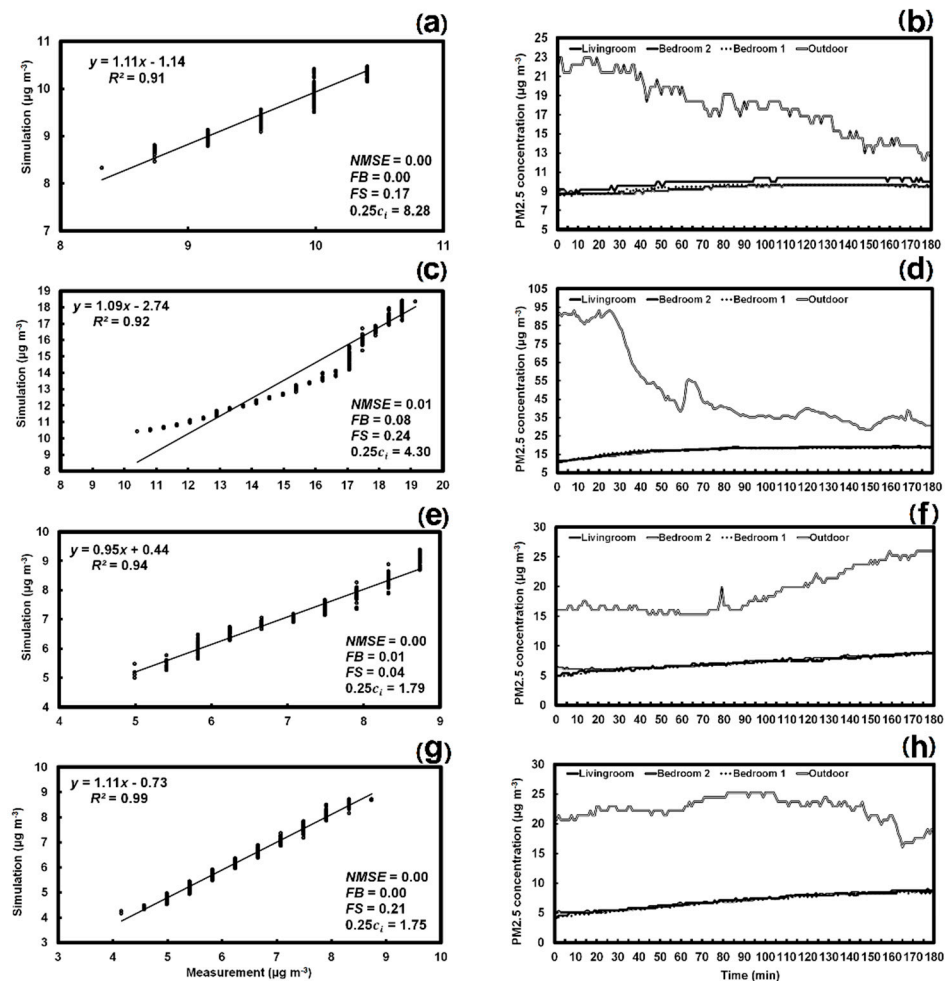 (a)
y = 1.11x - 1.14
R² = 0.91
NMSE = 0.00
FB = 0.00
FS = 0.17
0.25cᵢ = 8.28
Simulation (µg m⁻³)
11
10
9
8
7
8 9 10 11
(b)
Livingroom Bedroom 2 Bedroom 1 Outdoor
PM2.5 concentration (µg m⁻³)
25
23
21
19
17
15
13
11
9
7
5
0 10 20 30 40 50 60 70 80 90 100 110 120 130 140 150 160 170 180
(c)
y = 1.09x - 2.74
R² = 0.92
NMSE = 0.01
FB = 0.08
FS = 0.24
0.25cᵢ = 4.30
Simulation (µg m⁻³)
19
18
17
16
15
14
13
12
11
10
9
8
8 9 10 11 12 13 14 15 16 17 18 19 20
(d)
Livingroom Bedroom 2 Bedroom 1 Outdoor
PM2.5 concentration (µg m⁻³)
105
95
85
75
65
55
45
35
25
15
5
0 10 20 30 40 50 60 70 80 90 100 110 120 130 140 150 160 170 180
(e)
y = 0.95x + 0.44
R² = 0.94
NMSE = 0.00
FB = 0.01
FS = 0.04
0.25cᵢ = 1.79
Simulation (µg m⁻³)
10
9
8
7
6
5
4
4 5 6 7 8 9
(f)
Livingroom Bedroom 2 Bedroom 1 Outdoor
PM2.5 concentration (µg m⁻³)
30
25
20
15
10
5
0
0 10 20 30 40 50 60 70 80 90 100 110 120 130 140 150 160 170 180
(g)
y = 1.11x - 0.73
R² = 0.99
NMSE = 0.00
FB = 0.00
FS = 0.21
0.25cᵢ = 1.75
Simulation (µg m⁻³)
10
9
8
7
6
5
4
3
3 4 5 6 7 8 9 10
Measurement (µg m⁻³)
(h)
Livingroom Bedroom 2 Bedroom 1 Outdoor
PM2.5 concentration (µg m⁻³)
30
25
20
15
10
5
0
0 10 20 30 40 50 60 70 80 90 100 110 120 130 140 150 160 170 180
Time (min)